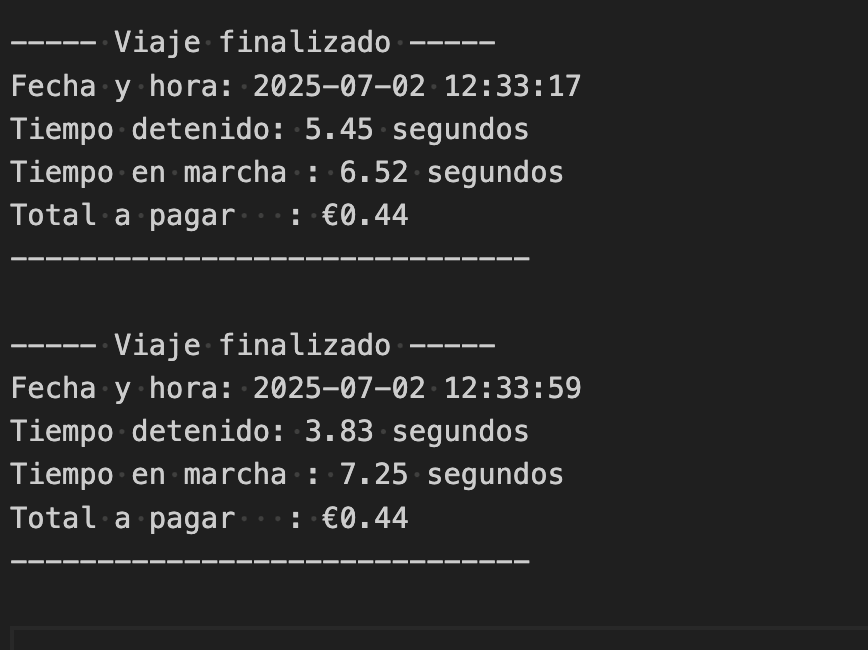 ----- Viaje finalizado -----
Fecha y hora: 2025-07-02 12:33:17
Tiempo detenido: 5.45 segundos
Tiempo en marcha : 6.52 segundos
Total a pagar   : €0.44
------------------------------
----- Viaje finalizado -----
Fecha y hora: 2025-07-02 12:33:59
Tiempo detenido: 3.83 segundos
Tiempo en marcha : 7.25 segundos
Total a pagar   : €0.44
------------------------------